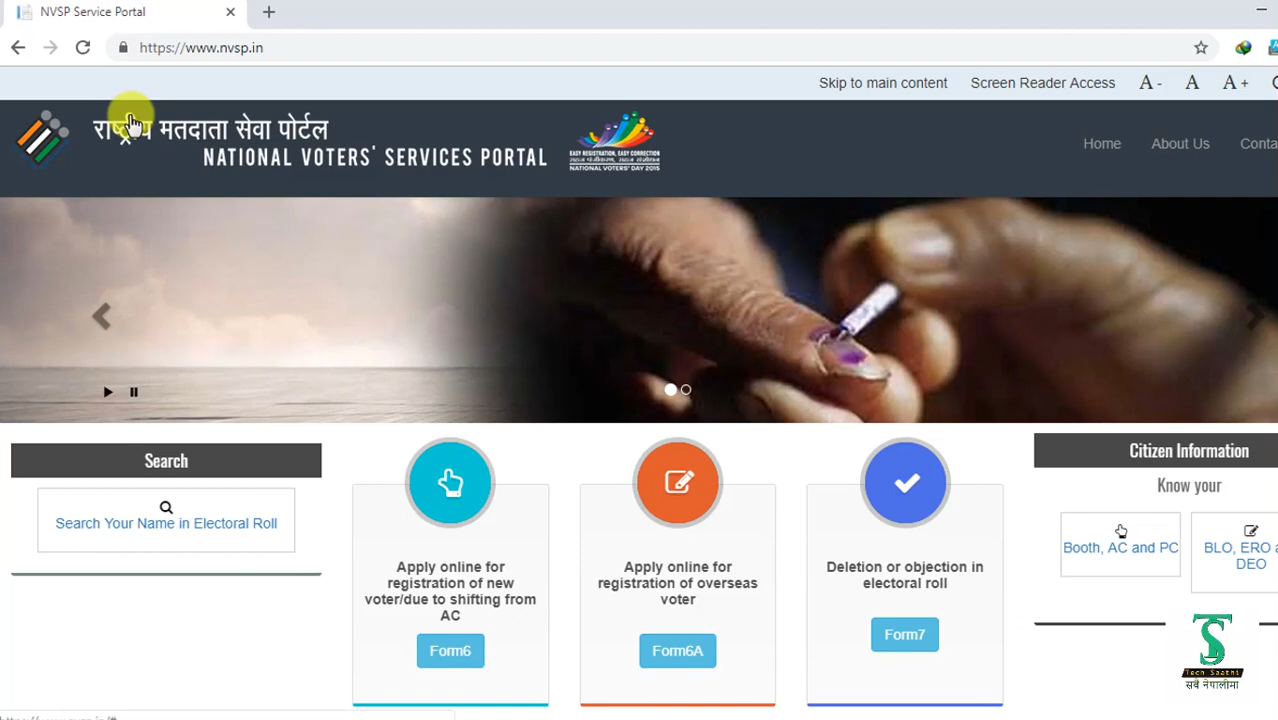 NVSP Service Portal
https://www.nvsp.in
Skip to main content Screen Reader Access A - A A +
राष्ट्रीय मतदाता सेवा पोर्टल
NATIONAL VOTERS' SERVICES PORTAL
EASY REGISTRATION, EASY CORRECTION
NATIONAL VOTERS' DAY 2015
Home About Us Conta
Search
Search Your Name in Electoral Roll
Apply online for
registration of new
voter/due to shifting from
AC
Form6
Apply online for
registration of overseas
voter
Form6A
Deletion or objection in
electoral roll
Form7
Citizen Information
Know your
Booth, AC and PC
BLO, ERO a
DEO
TS
Tech Saathi
सबै नेपालीमा